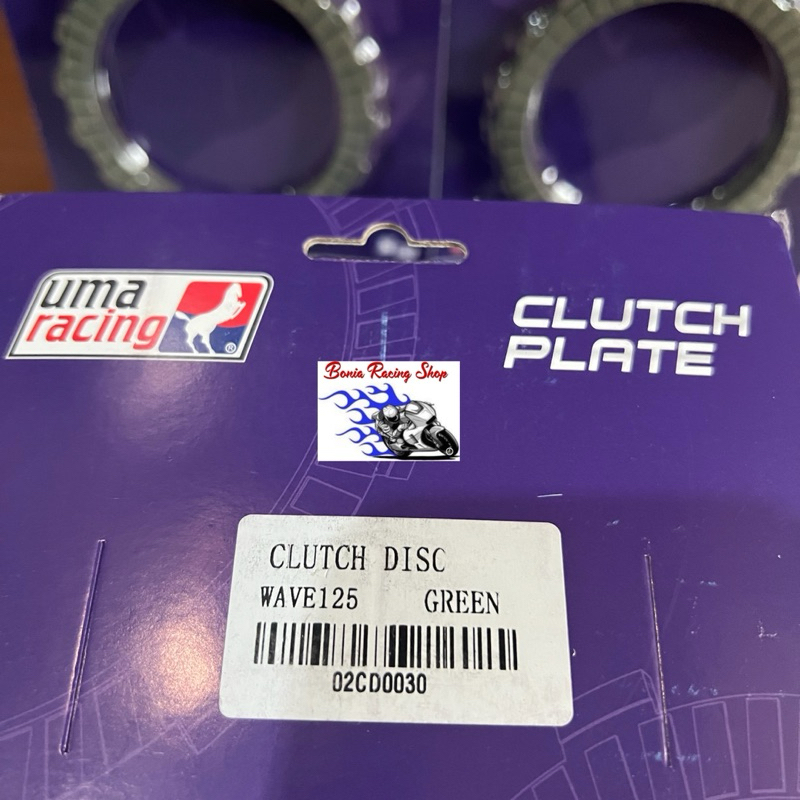 uma
racing
®
CLUTCH
PLATE
Bonia Racing Shop
CLUTCH DISC
WAVE125 GREEN
02CD0030